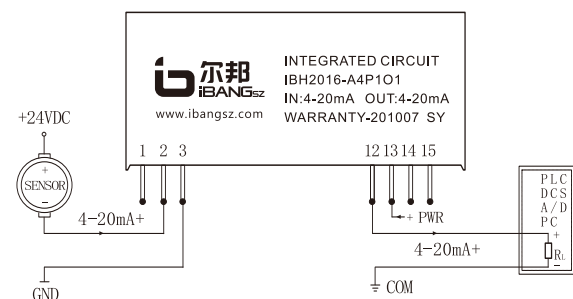 尔邦
iBANGsz
www.ibangsz.com
INTEGRATED CIRCUIT
IBH2016-A4P1O1
IN:4-20mA OUT:4-20mA
WARRANTY-201007 SY
+24VDC
+
SENSOR
-
1 2 3
12 13 14 15
4-20mA+
GND
+ PWR
4-20mA+
COM
PLC
DCS
A/D
PC
+
RL
-